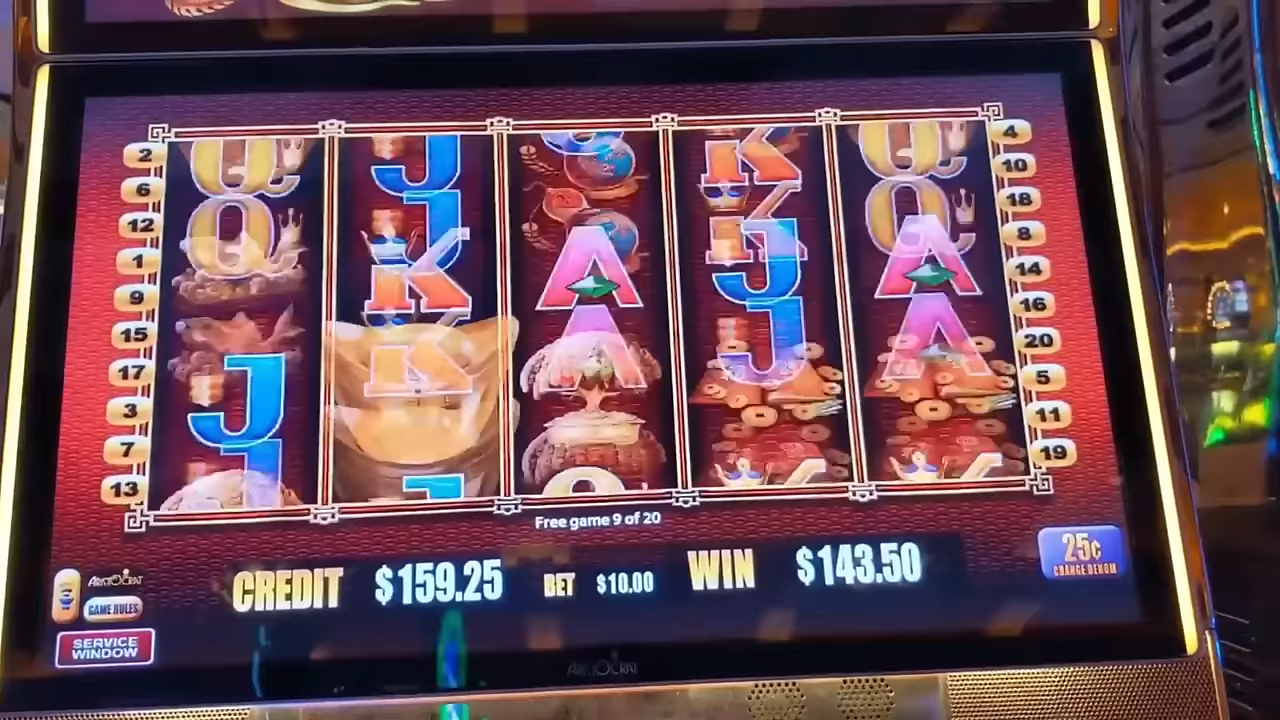 2
6
12
1
9
15
17
3
7
13
4
10
18
8
14
16
20
5
11
19
Q J K K Q
Q J A K Q
J K A J A
J K J A
J
Free game 9 of 20
CREDIT $159.25 BET $10.00 WIN $143.50
25¢
CHANGE DENOM
ARISTOCRAT
GAME RULES
SERVICE
WINDOW
ARISTOCRAT